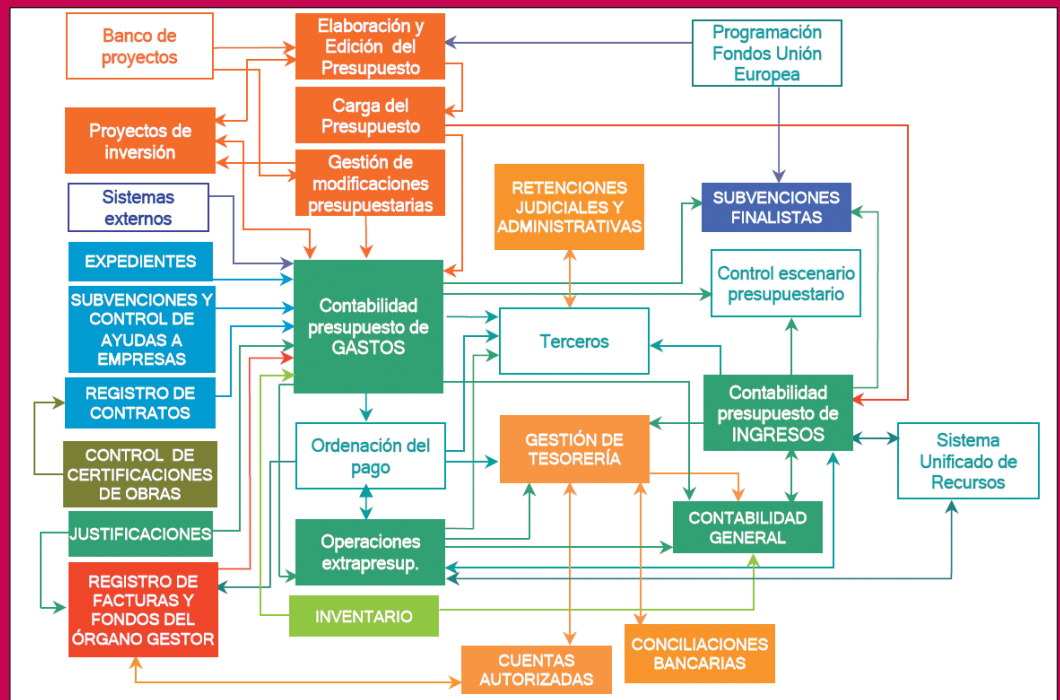 Banco de
proyectos
Elaboración y
Edición del
Presupuesto
Programación
Fondos Unión
Europea
Carga del
Presupuesto
Proyectos de
inversión
Gestión de
modificaciones
presupuestarias
RETENCIONES
JUDICIALES Y
ADMINISTRATIVAS
SUBVENCIONES
FINALISTAS
Sistemas
externos
EXPEDIENTES
Control escenario
presupuestario
SUBVENCIONES Y
CONTROL DE
AYUDAS A
EMPRESAS
Contabilidad
presupuesto de
GASTOS
Terceros
REGISTRO DE
CONTRATOS
Contabilidad
presupuesto de
INGRESOS
Ordenación del
pago
GESTIÓN DE
TESORERÍA
Sistema
Unificado de
Recursos
CONTROL DE
CERTIFICACIONES
DE OBRAS
JUSTIFICACIONES
Operaciones
extrapresup.
CONTABILIDAD
GENERAL
REGISTRO DE
FACTURAS Y
FONDOS DEL
ÓRGANO GESTOR
INVENTARIO
CUENTAS
AUTORIZADAS
CONCILIACIONES
BANCARIAS